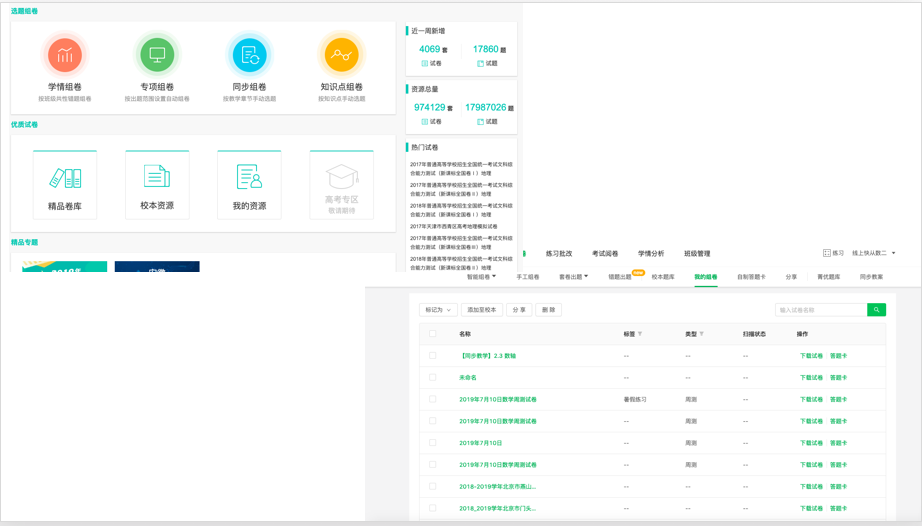 选题组卷
学情组卷
按班级共性错题组卷
专项组卷
按出题范围设置自动组卷
同步组卷
按教学章节手动选题
知识点组卷
按知识点手动选题
优质试卷
精品卷库
校本资源
我的资源
高考专区
敬请期待
精品专题
近一周新增
4069 套
试卷
17860 题
试题
资源总量
974129 套
试卷
17987026 题
试题
热门试卷
2017年普通高等学校招生全国统一考试文科综
合能力测试（新课标全国卷Ⅰ）地理
2017年普通高等学校招生全国统一考试文科综
合能力测试（新课标全国卷Ⅱ）地理
2018年普通高等学校招生全国统一考试文科综
合能力测试（新课标全国卷Ⅰ）地理
2017年天津市西青区高考地理模拟试卷
2017年普通高等学校招生全国统一考试文科综
合能力测试（新课标全国卷Ⅲ）地理
2018年普通高等学校招生全国统一考试文科综
合能力测试（新课标全国卷Ⅱ）地理
练习批改 考试阅卷 学情分析 班级管理 练习 线上快从数二
智能组卷 手工组卷 套卷出题 错题出题 new 校本题库 我的组卷 自制答题卡 分享 菁优题库 同步教案
标记为 添加至校本 分 享 删 除 输入试卷名称
名称 标签 类型 扫描状态 操作
【同步教学】2.3 数轴 -- -- -- 下载试卷 答题卡
未命名 -- -- -- 下载试卷 答题卡
2019年7月10日数学周测试卷 暑假练习 周测 -- 下载试卷 答题卡
2019年7月10日数学周测试卷 -- 周测 -- 下载试卷 答题卡
2019年7月10日 -- 周测 -- 下载试卷 答题卡
2019年7月10日数学周测试卷 -- 周测 -- 下载试卷 答题卡
2018-2019学年北京市燕山... -- -- -- 下载试卷 答题卡
2018_2019学年北京市门头... -- -- -- 下载试卷 答题卡